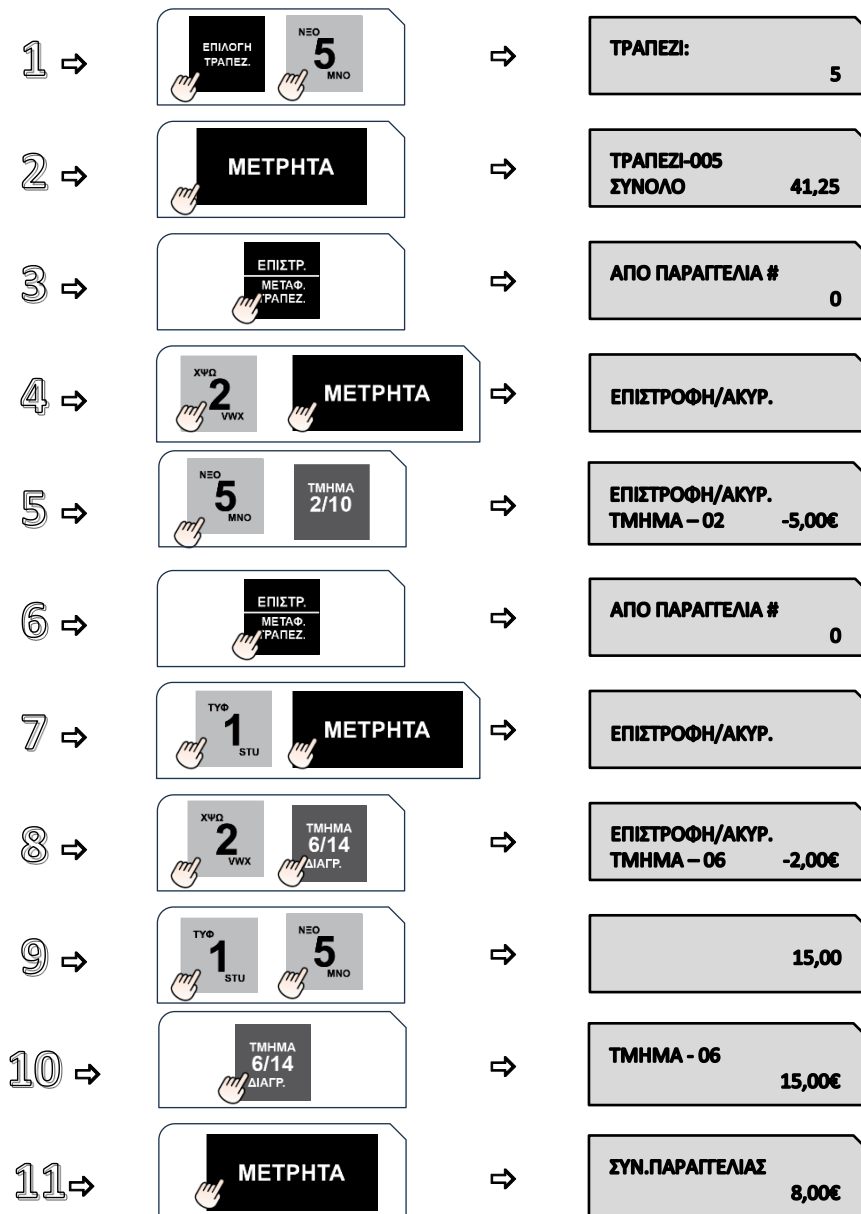 1
ΕΠΙΛΟΓΗ
ΤΡΑΠΕΖ.
ΝΞΟ
5
MNO
ΤΡΑΠΕΖΙ:
5
2
ΜΕΤΡΗΤΑ
ΤΡΑΠΕΖΙ-005
ΣΥΝΟΛΟ 41,25
3
ΕΠΙΣΤΡ.
ΜΕΤΑΦ.
ΤΡΑΠΕΖ.
ΑΠΟ ΠΑΡΑΓΓΕΛΙΑ #
0
4
ΧΨΩ
2
VWX
ΜΕΤΡΗΤΑ
ΕΠΙΣΤΡΟΦΗ/ΑΚΥΡ.
5
ΝΞΟ
5
MNO
ΤΜΗΜΑ
2/10
ΕΠΙΣΤΡΟΦΗ/ΑΚΥΡ.
ΤΜΗΜΑ – 02 -5,00€
6
ΕΠΙΣΤΡ.
ΜΕΤΑΦ.
ΤΡΑΠΕΖ.
ΑΠΟ ΠΑΡΑΓΓΕΛΙΑ #
0
7
ΤΥΦ
1
STU
ΜΕΤΡΗΤΑ
ΕΠΙΣΤΡΟΦΗ/ΑΚΥΡ.
8
ΧΨΩ
2
VWX
ΤΜΗΜΑ
6/14
ΔΙΑΓΡ.
ΕΠΙΣΤΡΟΦΗ/ΑΚΥΡ.
ΤΜΗΜΑ – 06 -2,00€
9
ΤΥΦ
1
STU
ΝΞΟ
5
MNO
15,00
10
ΤΜΗΜΑ
6/14
ΔΙΑΓΡ.
ΤΜΗΜΑ - 06
15,00€
11
ΜΕΤΡΗΤΑ
ΣΥΝ.ΠΑΡΑΓΓΕΛΙΑΣ
8,00€